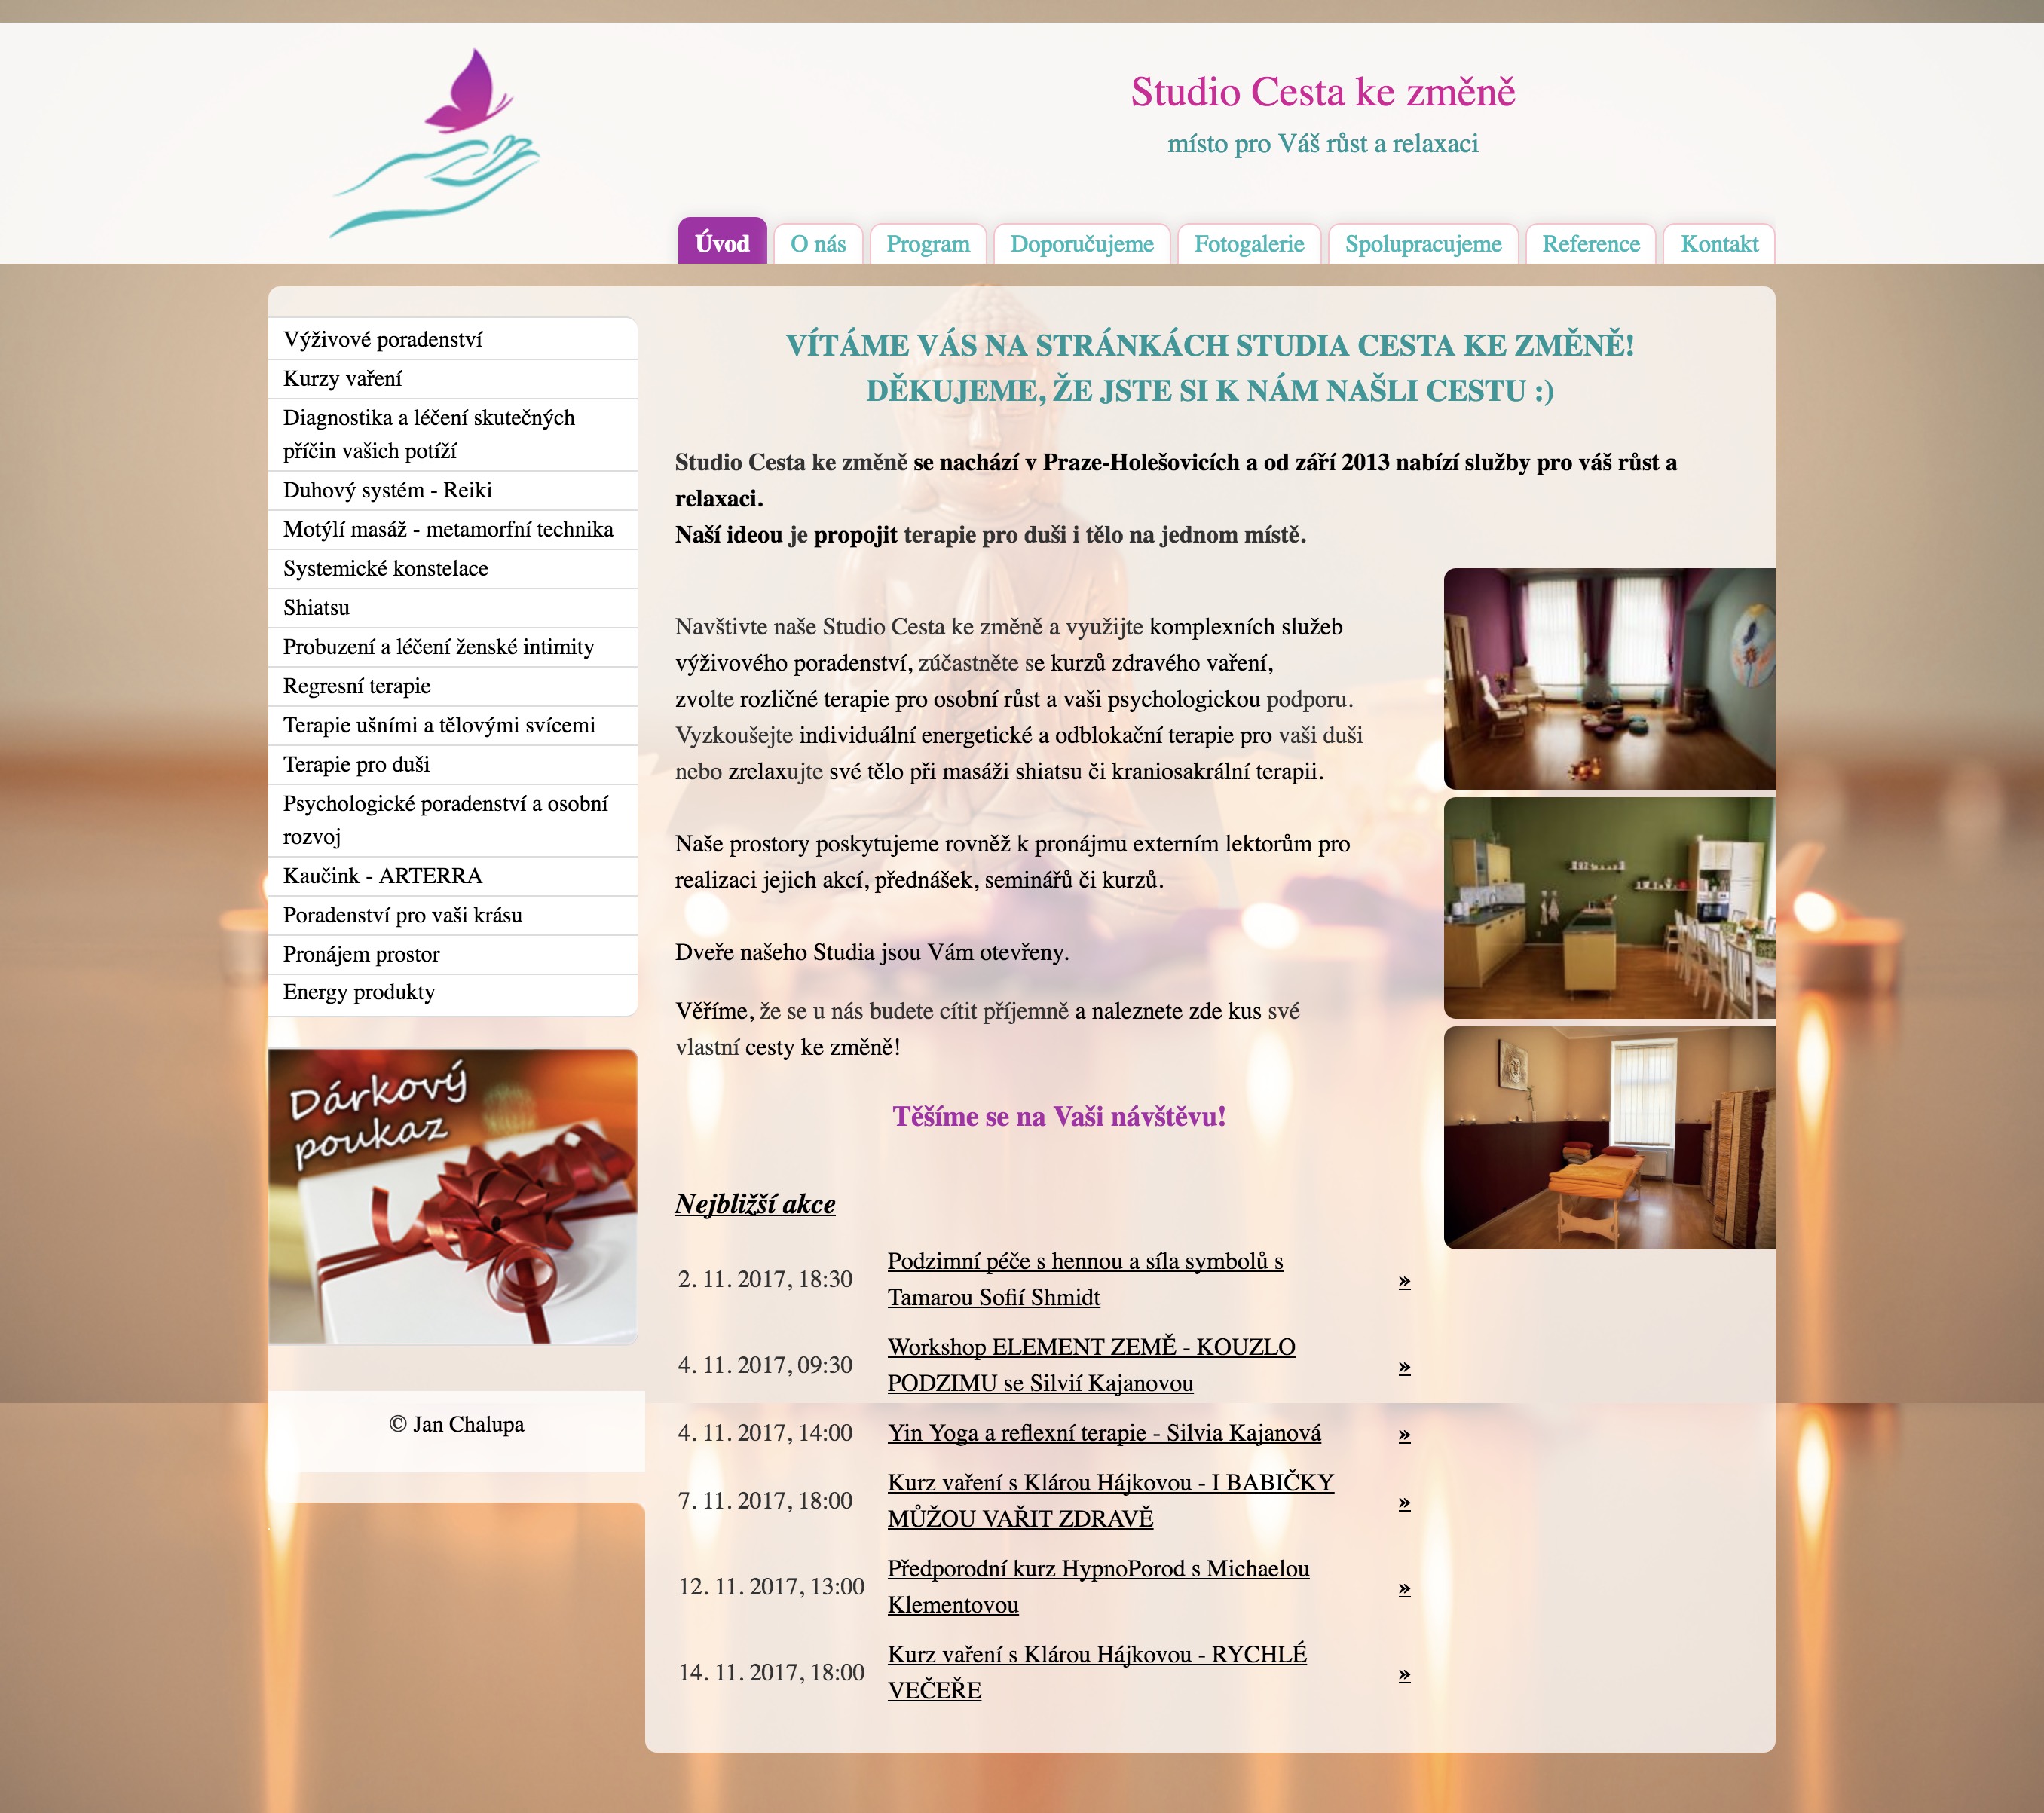 Studio Cesta ke změně
místo pro Váš růst a relaxaci
Úvod
O nás
Program
Doporučujeme
Fotogalerie
Spolupracujeme
Reference
Kontakt
Výživové poradenství
Kurzy vaření
Diagnostika a léčení skutečných
příčin vašich potíží
Duhový systém - Reiki
Motýlí masáž - metamorfní technika
Systemické konstelace
Shiatsu
Probuzení a léčení ženské intimity
Regresní terapie
Terapie ušními a tělovými svícemi
Terapie pro duši
Psychologické poradenství a osobní
rozvoj
Kaučink - ARTERRA
Poradenství pro vaši krásu
Pronájem prostor
Energy produkty
Dárkový
poukaz
© Jan Chalupa
VÍTÁME VÁS NA STRÁNKÁCH STUDIA CESTA KE ZMĚNĚ!
DĚKUJEME, ŽE JSTE SI K NÁM NAŠLI CESTU :)
Studio Cesta ke změně se nachází v Praze-Holešovicích a od září 2013 nabízí služby pro váš růst a
relaxaci.
Naší ideou je propojit terapie pro duši i tělo na jednom místě.
Navštivte naše Studio Cesta ke změně a využijte komplexních služeb
výživového poradenství, zúčastněte se kurzů zdravého vaření,
zvolte rozličné terapie pro osobní růst a vaši psychologickou podporu.
Vyzkoušejte individuální energetické a odblokační terapie pro vaši duši
nebo zrelaxujte své tělo při masáži shiatsu či kraniosakrální terapii.
Naše prostory poskytujeme rovněž k pronájmu externím lektorům pro
realizaci jejich akcí, přednášek, seminářů či kurzů.
Dveře našeho Studia jsou Vám otevřeny.
Věříme, že se u nás budete cítit příjemně a naleznete zde kus své
vlastní cesty ke změně!
Těšíme se na Vaši návštěvu!
Nejbližší akce
2. 11. 2017, 18:30 Podzimní péče s hennou a síla symbolů s
Tamarou Sofií Shmidt »
4. 11. 2017, 09:30 Workshop ELEMENT ZEMĚ - KOUZLO
PODZIMU se Silvií Kajanovou »
4. 11. 2017, 14:00 Yin Yoga a reflexní terapie - Silvia Kajanová »
7. 11. 2017, 18:00 Kurz vaření s Klárou Hájkovou - I BABIČKY
MŮŽOU VAŘIT ZDRAVĚ »
12. 11. 2017, 13:00 Předporodní kurz HypnoPorod s Michaelou
Klementovou »
14. 11. 2017, 18:00 Kurz vaření s Klárou Hájkovou - RYCHLÉ
VEČEŘE »